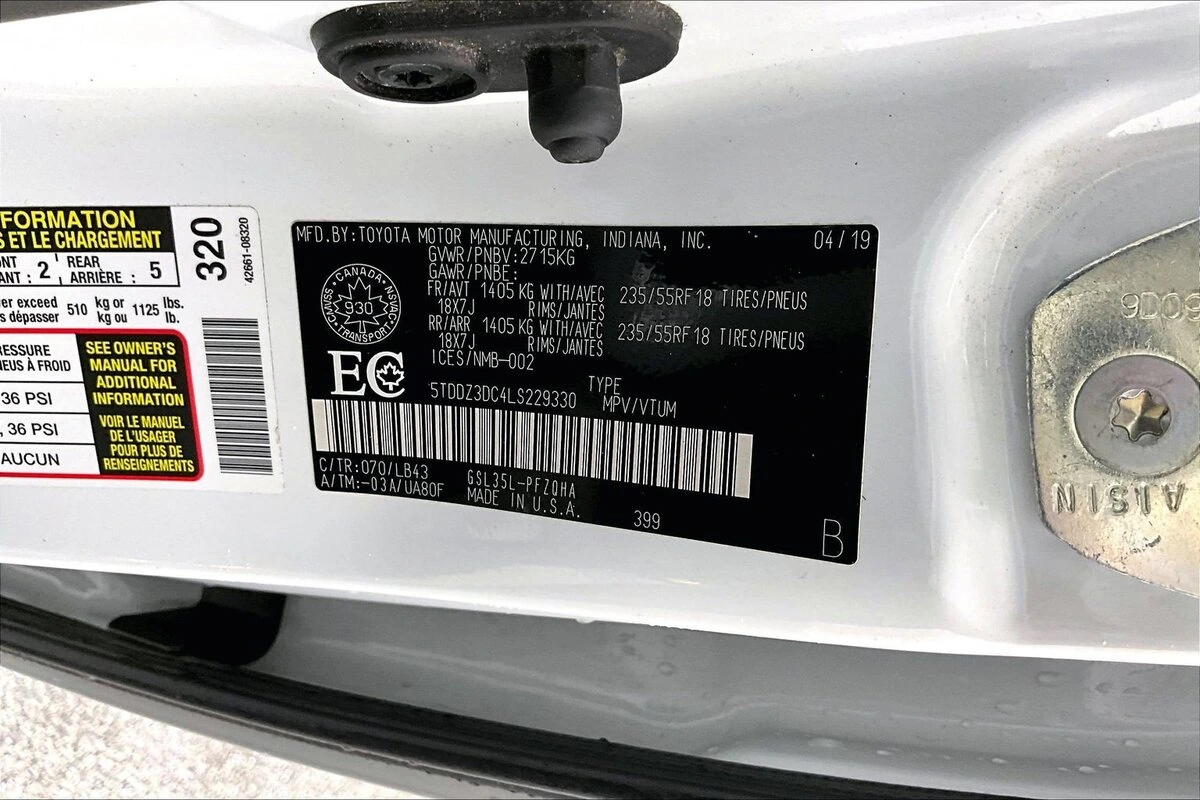 FORMATION
S ET LE CHARGEMENT
ANT : 2 REAR ARRIÈRE : 5
ver exceed 510 kg or 1125 lbs.
s dépasser kg ou lb.
RESSURE
NEUS À FROID
36 PSI
, 36 PSI
AUCUN
SEE OWNER'S
MANUAL FOR
ADDITIONAL
INFORMATION
VOIR LE MANUEL
DE L'USAGER
POUR PLUS DE
RENSEIGNEMENTS
320
42661-08320
MFD.BY:TOYOTA MOTOR MANUFACTURING, INDIANA, INC. 04/19
GVWR/PNBV:2715KG
GAWR/PNBE:
FR/AVT 1405 KG WITH/AVEC 235/55RF18 TIRES/PNEUS
18X7J RIMS/JANTES
RR/ARR 1405 KG WITH/AVEC 235/55RF18 TIRES/PNEUS
18X7J RIMS/JANTES
ICES/NMB-002
CANADA
CMVSS NSVAC
930
TRANSPORT
EC
5TDDZ3DC4LS229330 TYPE
MPV/VTUM
C/TR:070/LB43 GSL35L-PFZQHA
A/TM:-03A/UA80F MADE IN U.S.A.
399
B
9D09
AISIN